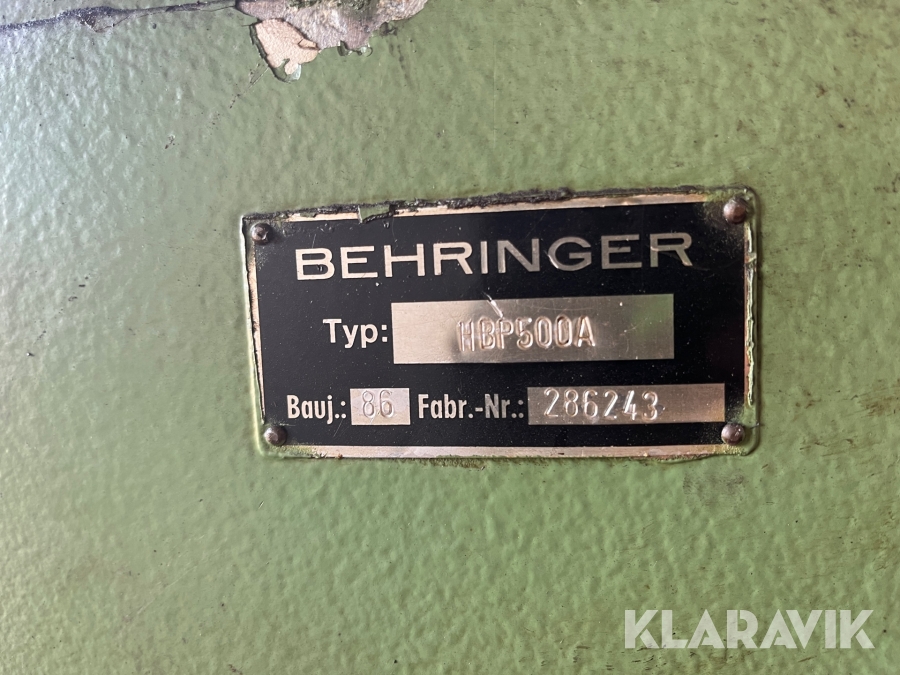 BEHRINGER
Typ: HBP500A
Bauj.: 86 Fabr.-Nr.: 286243
KLARAVIK